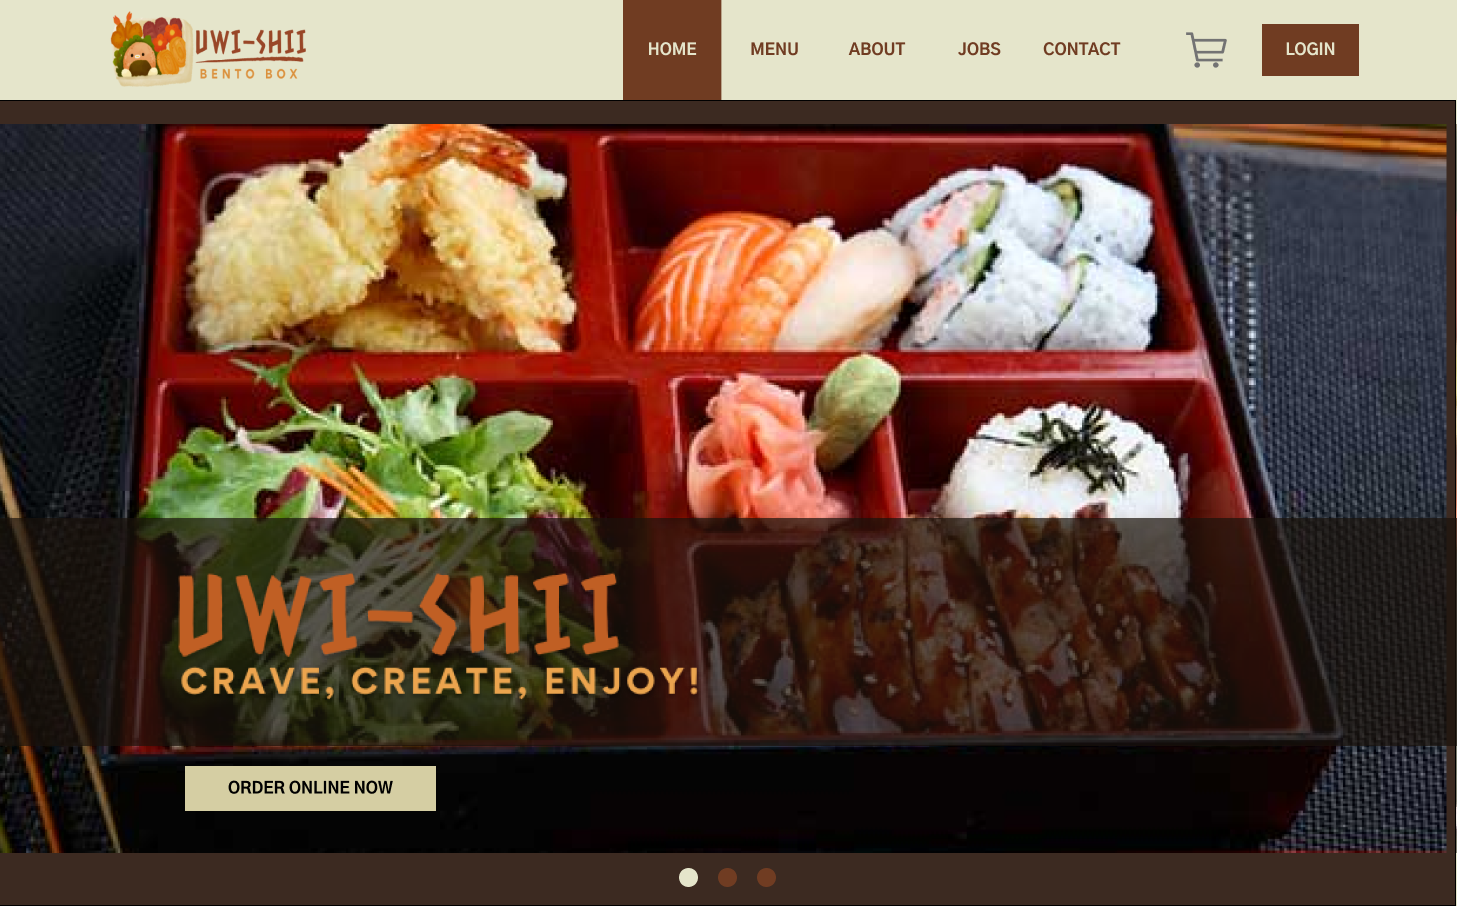 UWI-SHII
BENTO BOX
HOME
MENU
ABOUT
JOBS
CONTACT
LOGIN
UWI-SHII
CRAVE, CREATE, ENJOY!
ORDER ONLINE NOW